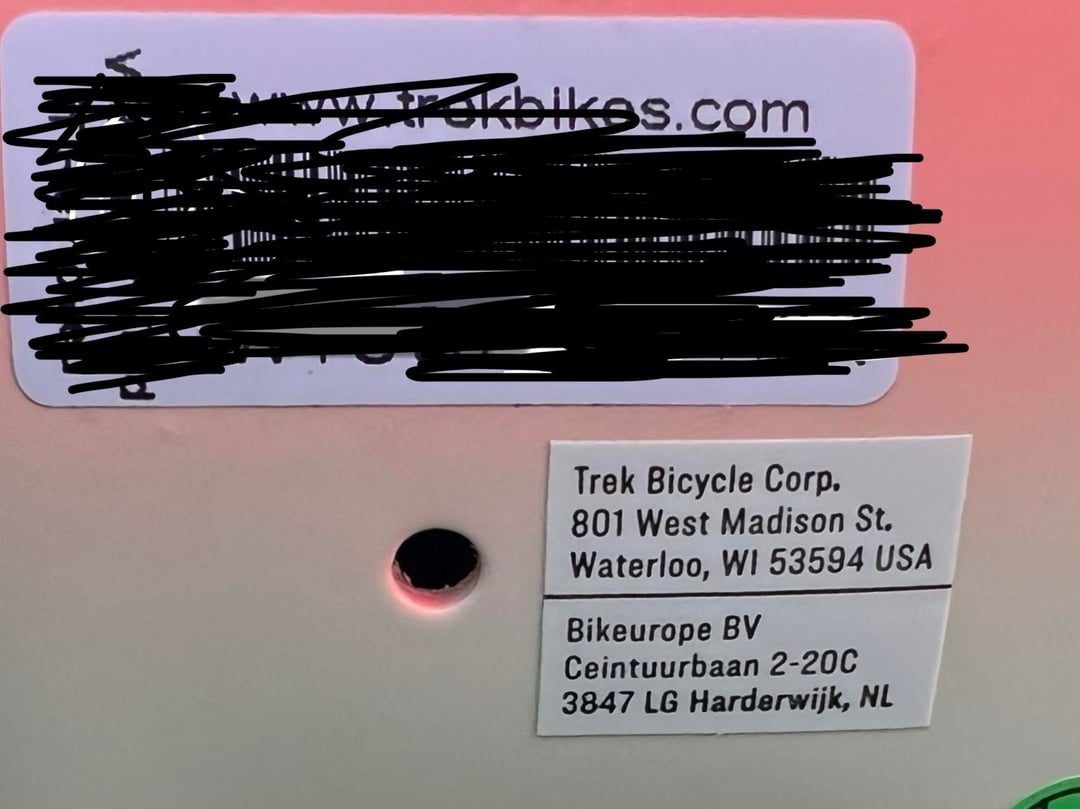 www.trekbikes.com
Trek Bicycle Corp.
801 West Madison St.
Waterloo, WI 53594 USA
Bikeurope BV
Ceintuurbaan 2-20C
3847 LG Harderwijk, NL